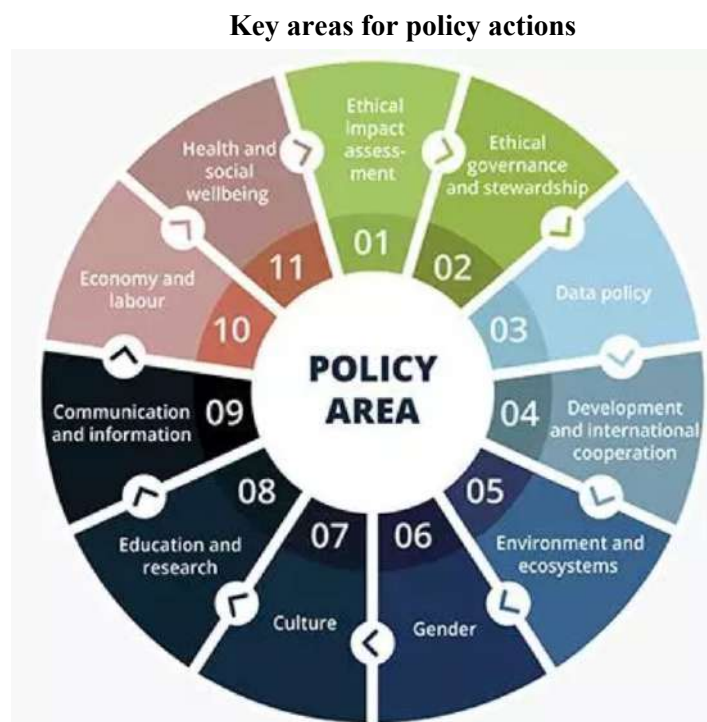 Key areas for policy actions
Ethical
impact
assess-
ment
01
Ethical
governance
and stewardship
02
Data policy
03
Development
and international
cooperation
04
Environment and
ecosystems
05
Gender
06
Culture
07
Education and
research
08
Communication
and information
09
Economy and
labour
10
Health and
social
wellbeing
11
POLICY
AREA